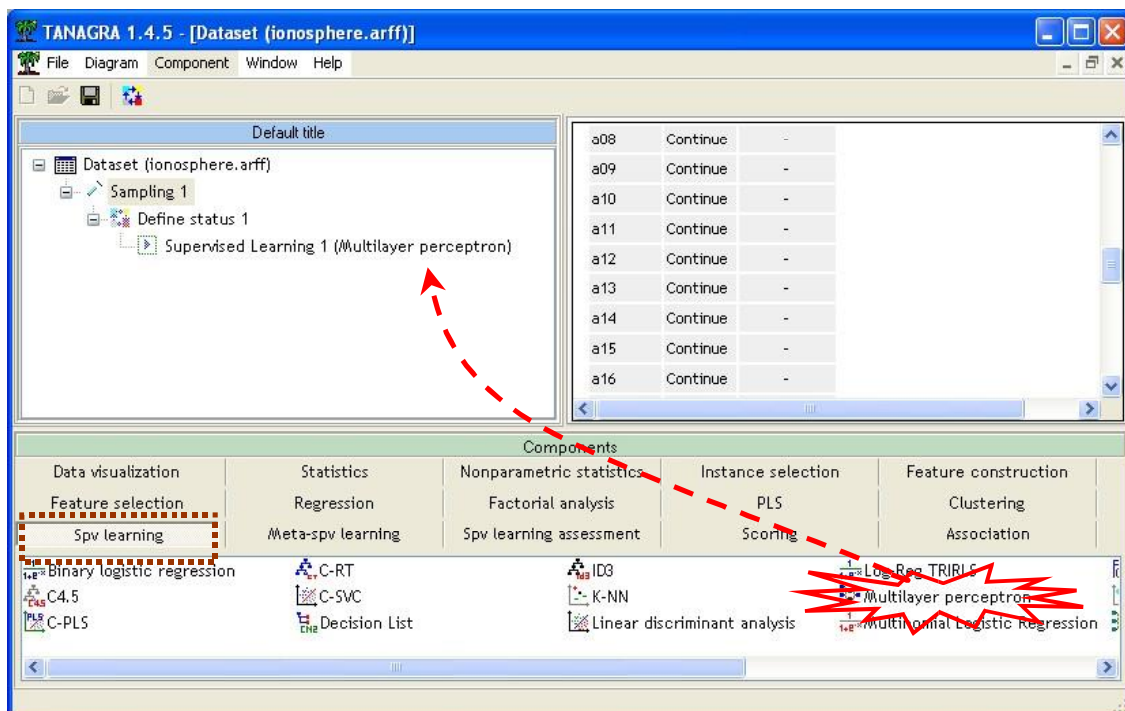 TANAGRA 1.4.5 - [Dataset (ionosphere.arff)]
File Diagram Component Window Help
Default title
Dataset (ionosphere.arff)
Sampling 1
Define status 1
Supervised Learning 1 (Multilayer perceptron)
a08 Continue -
a09 Continue -
a10 Continue -
a11 Continue -
a12 Continue -
a13 Continue -
a14 Continue -
a15 Continue -
a16 Continue -
Components
Data visualization Statistics Nonparametric statistics Instance selection Feature construction
Feature selection Regression Factorial analysis PLS Clustering
Spv learning Meta-spv learning Spv learning assessment Scoring Association
Binary logistic regression C-RT ID3 Log-Reg TRIRLS
C4.5 C-SVC K-NN Multilayer perceptron
C-PLS Decision List Linear discriminant analysis Multinomial Logistic Regression